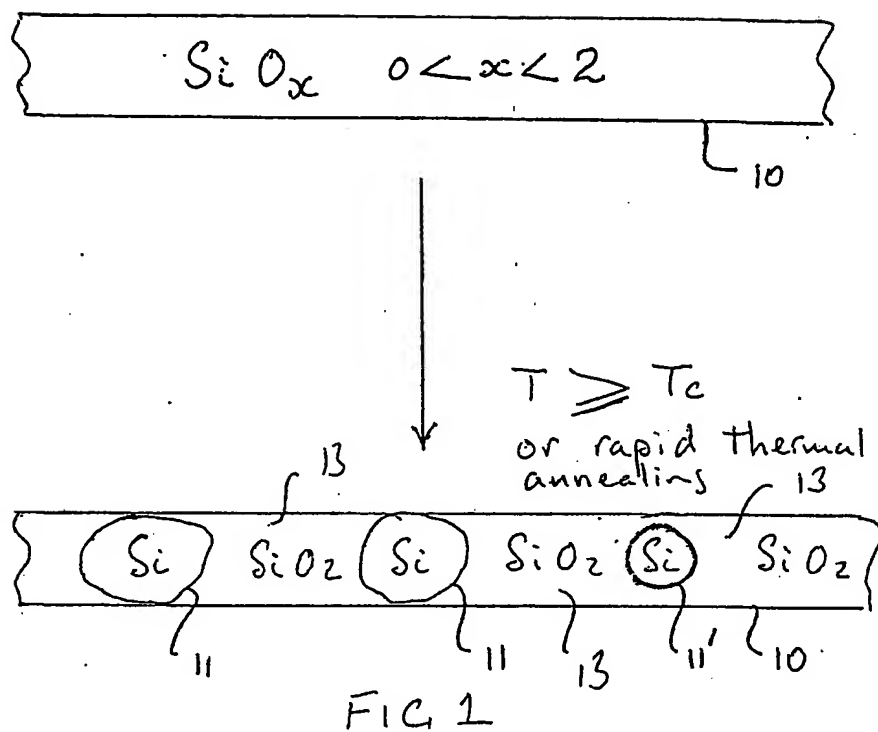 SiOx 0<x<2
10
T ⩾ Tc
or rapid thermal
annealing
13 13
Si SiO2 Si SiO2 Si SiO2
11 11 13 11' 10
FIG 1